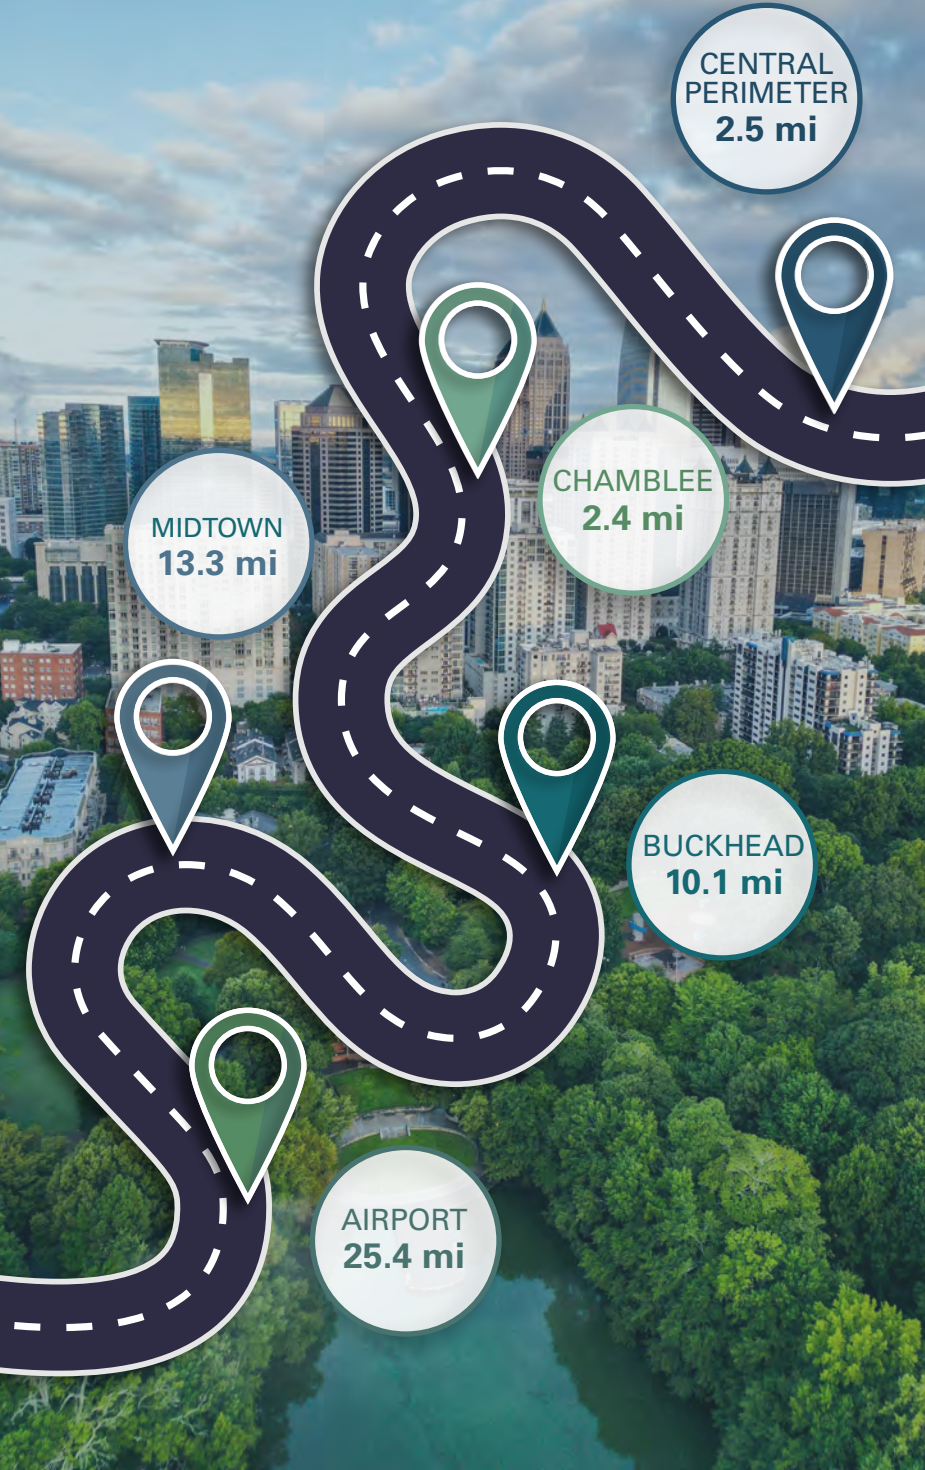 CENTRAL
PERIMETER
2.5 mi
CHAMBLEE
2.4 mi
MIDTOWN
13.3 mi
BUCKHEAD
10.1 mi
AIRPORT
25.4 mi